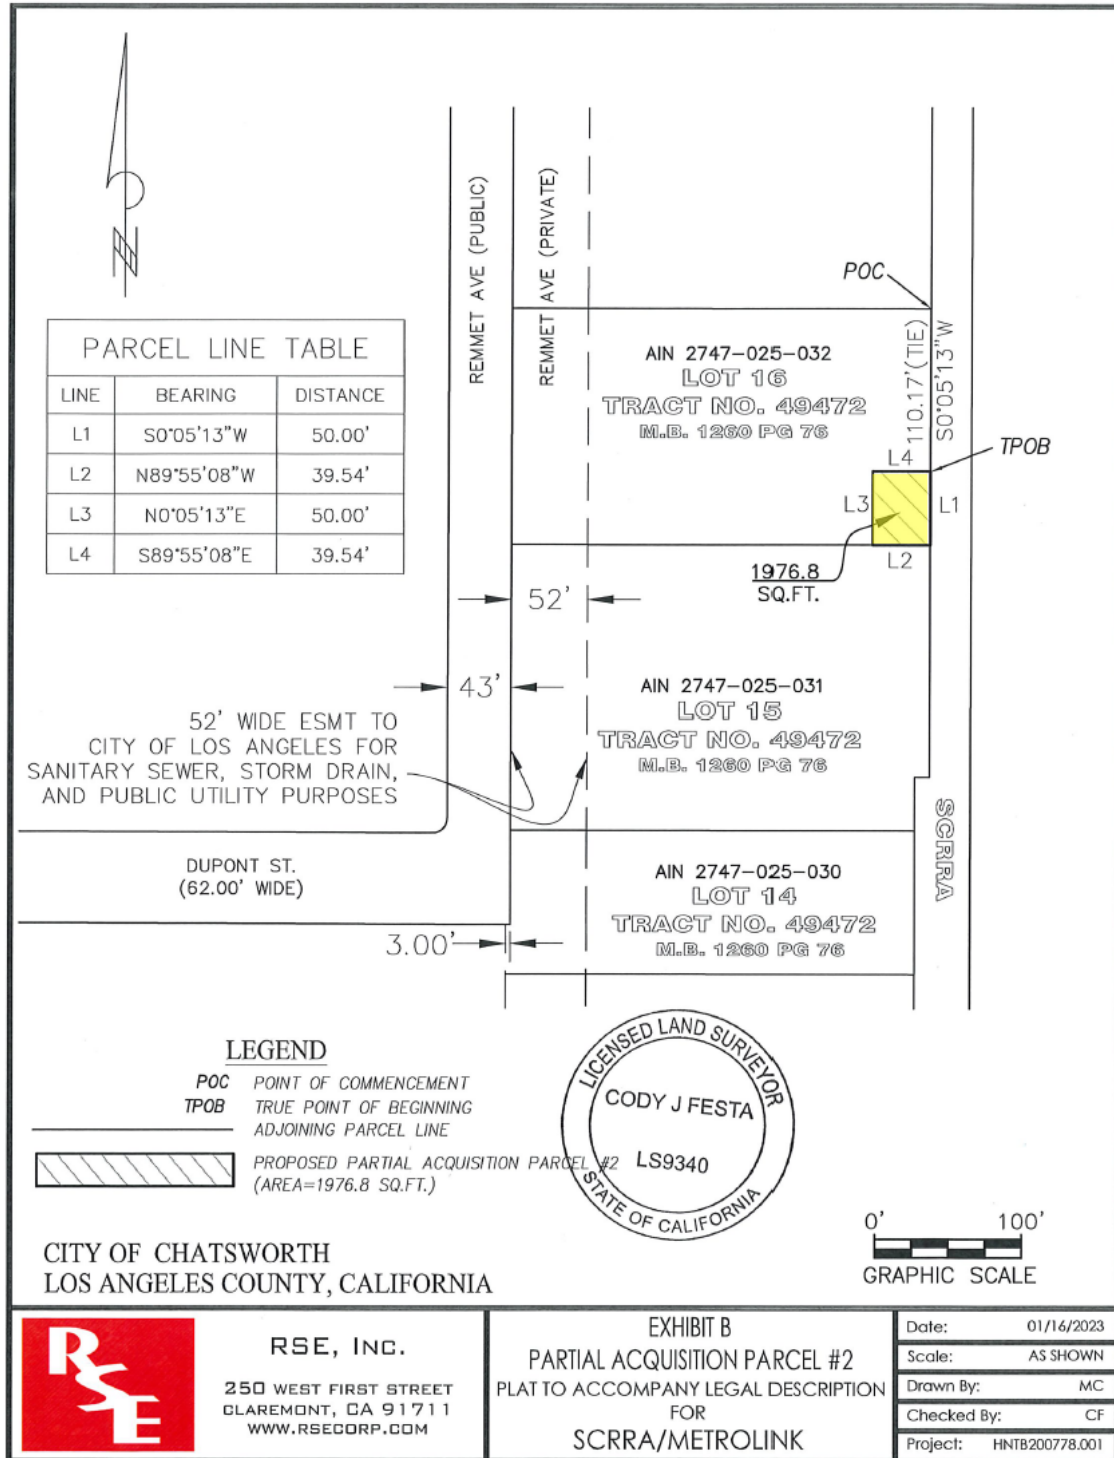 N
REMMET AVE (PUBLIC)
REMMET AVE (PRIVATE)
POC
PARCEL LINE TABLE
LINE BEARING DISTANCE
L1 S0°05'13"W 50.00'
L2 N89°55'08"W 39.54'
L3 N0°05'13"E 50.00'
L4 S89°55'08"E 39.54'
AIN 2747-025-032
LOT 16
TRACT NO. 49472
M.B. 1260 PG 76
110.17'(TIE)
S0°05'13"W
TPOB
L4
L3
L1
L2
1976.8
SQ.FT.
52'
43'
52' WIDE ESMT TO
CITY OF LOS ANGELES FOR
SANITARY SEWER, STORM DRAIN,
AND PUBLIC UTILITY PURPOSES
AIN 2747-025-031
LOT 15
TRACT NO. 49472
M.B. 1260 PG 76
SCRRA
DUPONT ST.
(62.00' WIDE)
AIN 2747-025-030
LOT 14
TRACT NO. 49472
M.B. 1260 PG 76
3.00'
LEGEND
POC POINT OF COMMENCEMENT
TPOB TRUE POINT OF BEGINNING
ADJOINING PARCEL LINE
PROPOSED PARTIAL ACQUISITION PARCEL #2
(AREA=1976.8 SQ.FT.)
LICENSED LAND SURVEYOR
CODY J FESTA
LS9340
STATE OF CALIFORNIA
CITY OF CHATSWORTH
LOS ANGELES COUNTY, CALIFORNIA
0' 100'
GRAPHIC SCALE
RSE
RSE, INC.
250 WEST FIRST STREET
CLAREMONT, CA 91711
WWW.RSECORP.COM
EXHIBIT B
PARTIAL ACQUISITION PARCEL #2
PLAT TO ACCOMPANY LEGAL DESCRIPTION
FOR
SCRRA/METROLINK
Date: 01/16/2023
Scale: AS SHOWN
Drawn By: MC
Checked By: CF
Project: HNTB200778.001